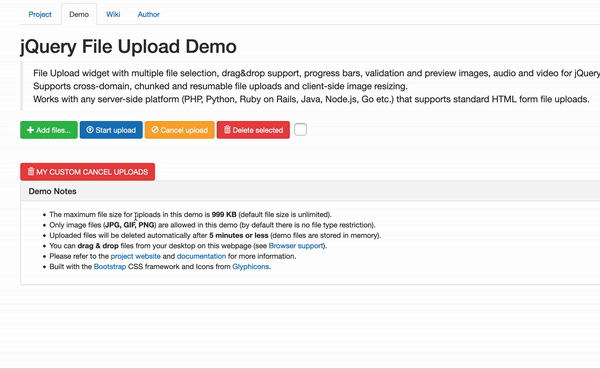 Project Demo Wiki Author
jQuery File Upload Demo
File Upload widget with multiple file selection, drag&drop support, progress bars, validation and preview images, audio and video for jQuery
Supports cross-domain, chunked and resumable file uploads and client-side image resizing.
Works with any server-side platform (PHP, Python, Ruby on Rails, Java, Node.js, Go etc.) that supports standard HTML form file uploads.
Add files... Start upload Cancel upload Delete selected
MY CUSTOM CANCEL UPLOADS
Demo Notes
The maximum file size for uploads in this demo is 999 KB (default file size is unlimited).
Only image files (JPG, GIF, PNG) are allowed in this demo (by default there is no file type restriction).
Uploaded files will be deleted automatically after 5 minutes or less (demo files are stored in memory).
You can drag & drop files from your desktop on this webpage (see Browser support).
Please refer to the project website and documentation for more information.
Built with the Bootstrap CSS framework and Icons from Glyphicons.